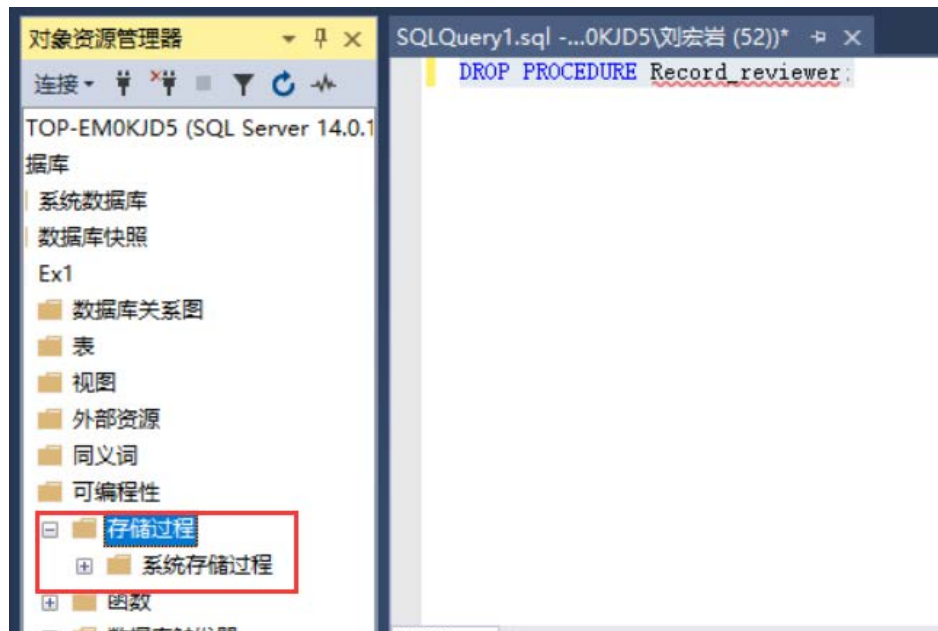 对象资源管理器
SQLQuery1.sql -...0KJD5\刘宏岩 (52))*
连接
DROP PROCEDURE Record_reviewer;
TOP-EM0KJD5 (SQL Server 14.0.1
据库
系统数据库
数据库快照
Ex1
数据库关系图
表
视图
外部资源
同义词
可编程性
存储过程
系统存储过程
函数